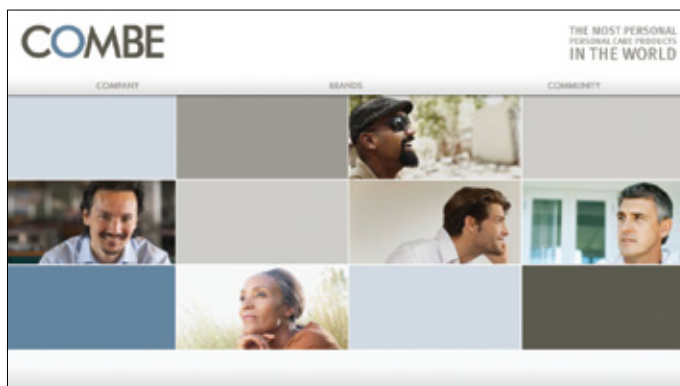 COMBE
THE MOST PERSONAL
PERSONAL CARE PRODUCTS
IN THE WORLD
COMPANY
BRANDS
COMMUNITY